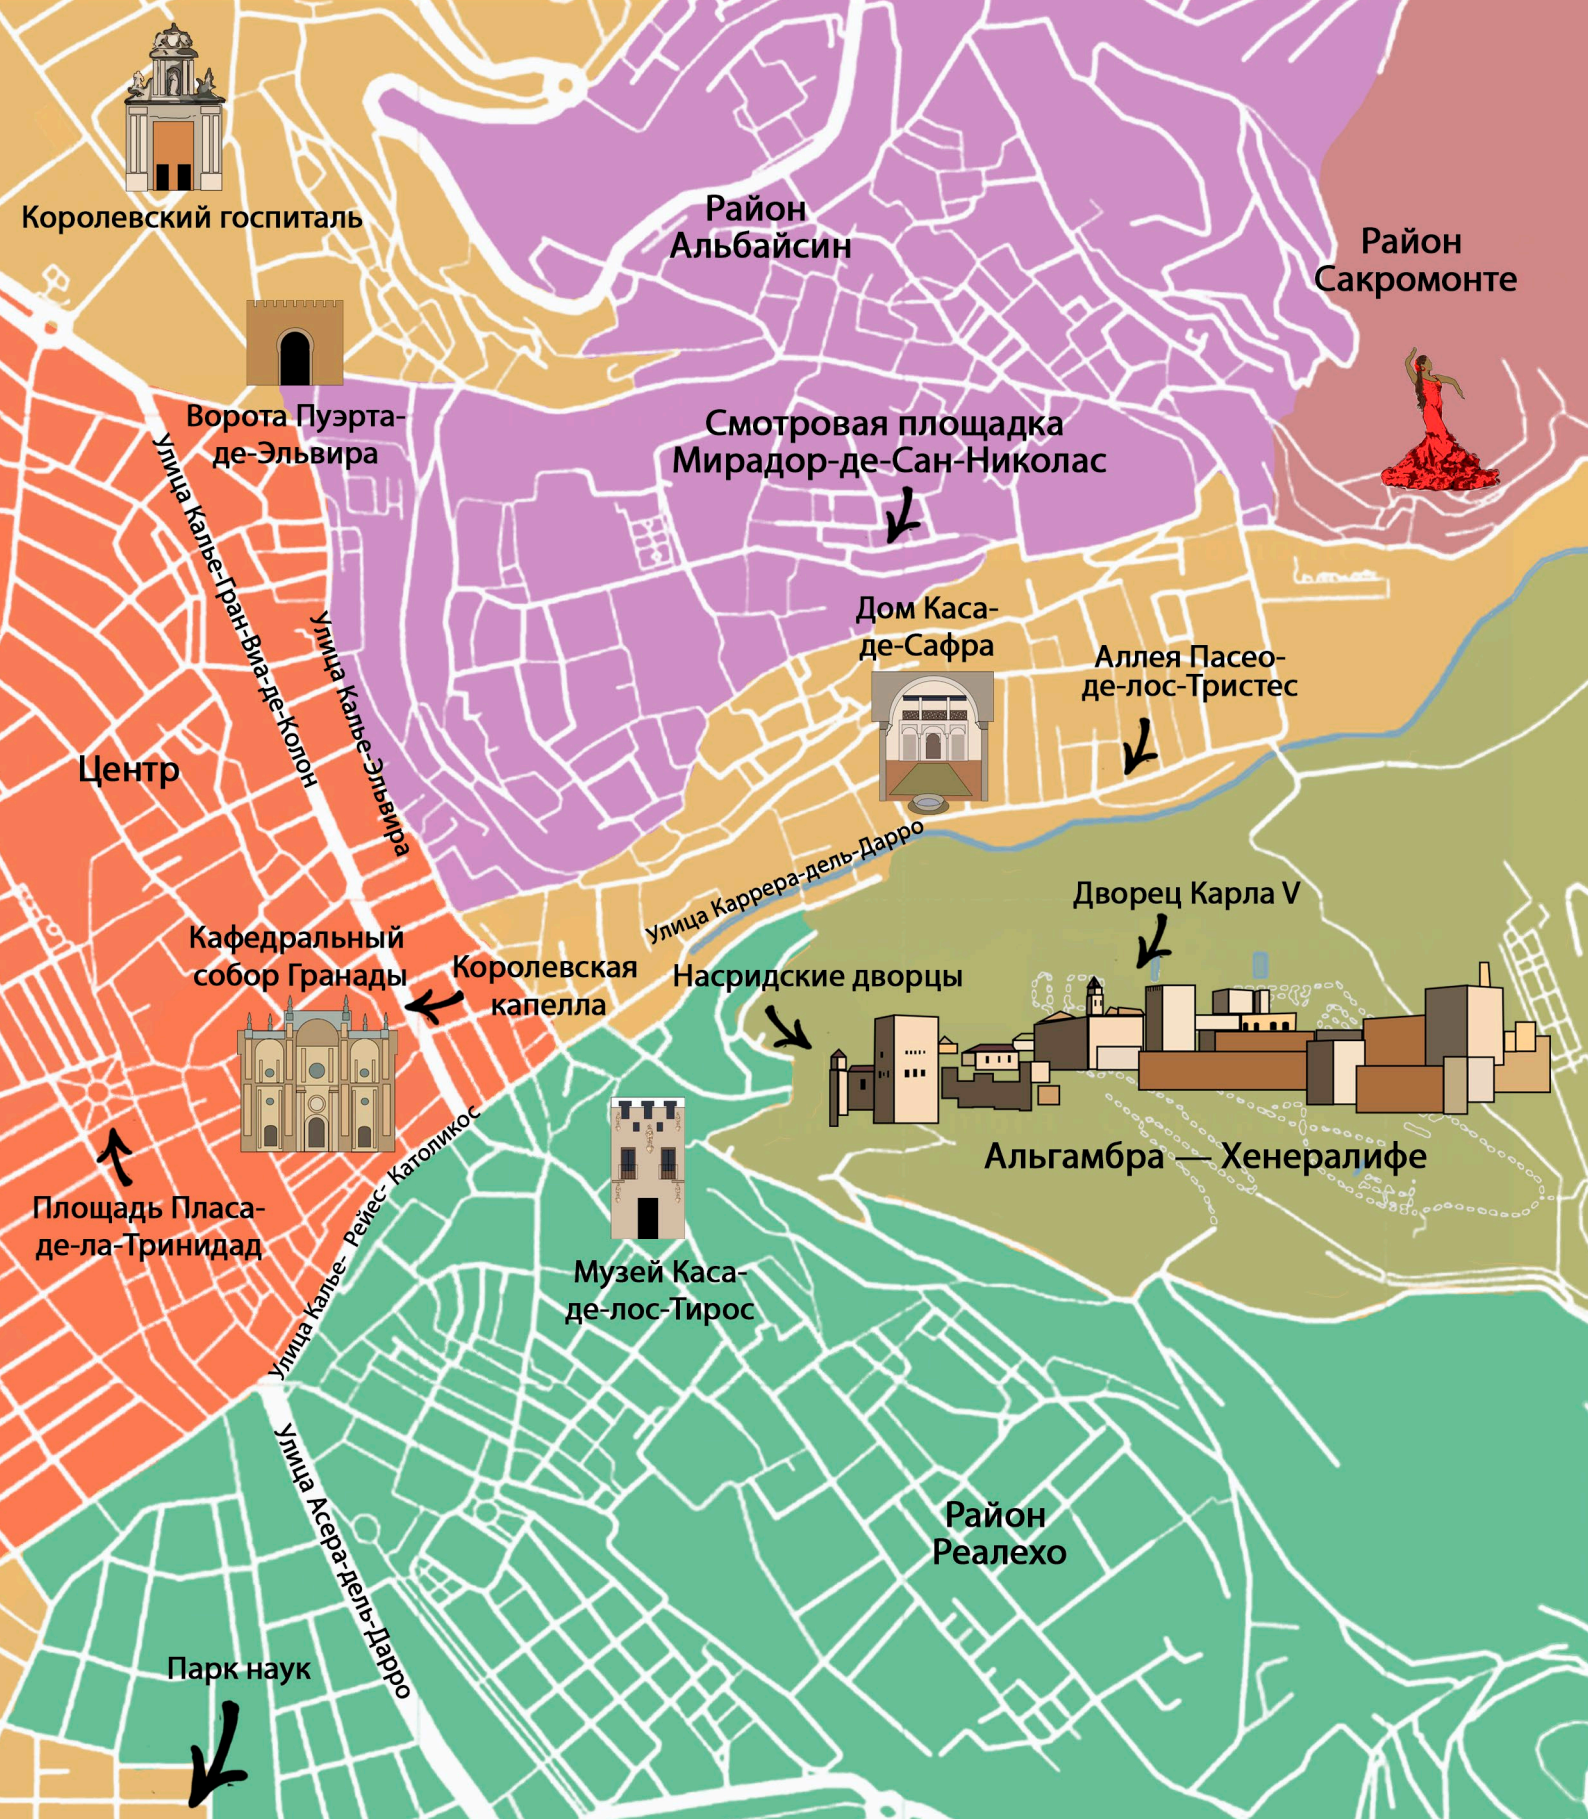 Королевский госпиталь
Район
Альбайсин
Район
Сакромонте
Ворота Пуэрта-
де-Эльвира
Смотровая площадка
Мирадор-де-Сан-Николас
Улица Калье-Гран-Виа-де-Колон
Улица Калье-Эльвира
Дом Каса-
де-Сафра
Аллея Пасео-
де-лос-Тристес
Центр
Улица Каррера-дель-Дарро
Дворец Карла V
Кафедральный
собор Гранады
Королевская
капелла
Насридские дворцы
Альгамбра — Хенералифе
Площадь Пласа-
де-ла-Тринидад
Улица Калье- Рейес- Католикос
Музей Каса-
де-лос-Тирос
Улица Асера-дель-Дарро
Район
Реалехо
Парк наук